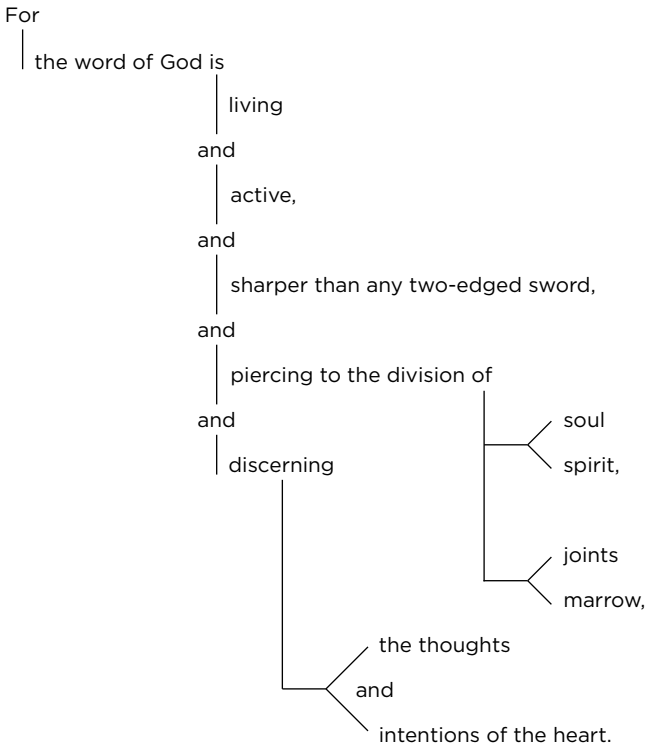 For
the word of God is
living
and
active,
and
sharper than any two-edged sword,
and
piercing to the division of
and
soul
discerning
spirit,
joints
marrow,
the thoughts
and
intentions of the heart.